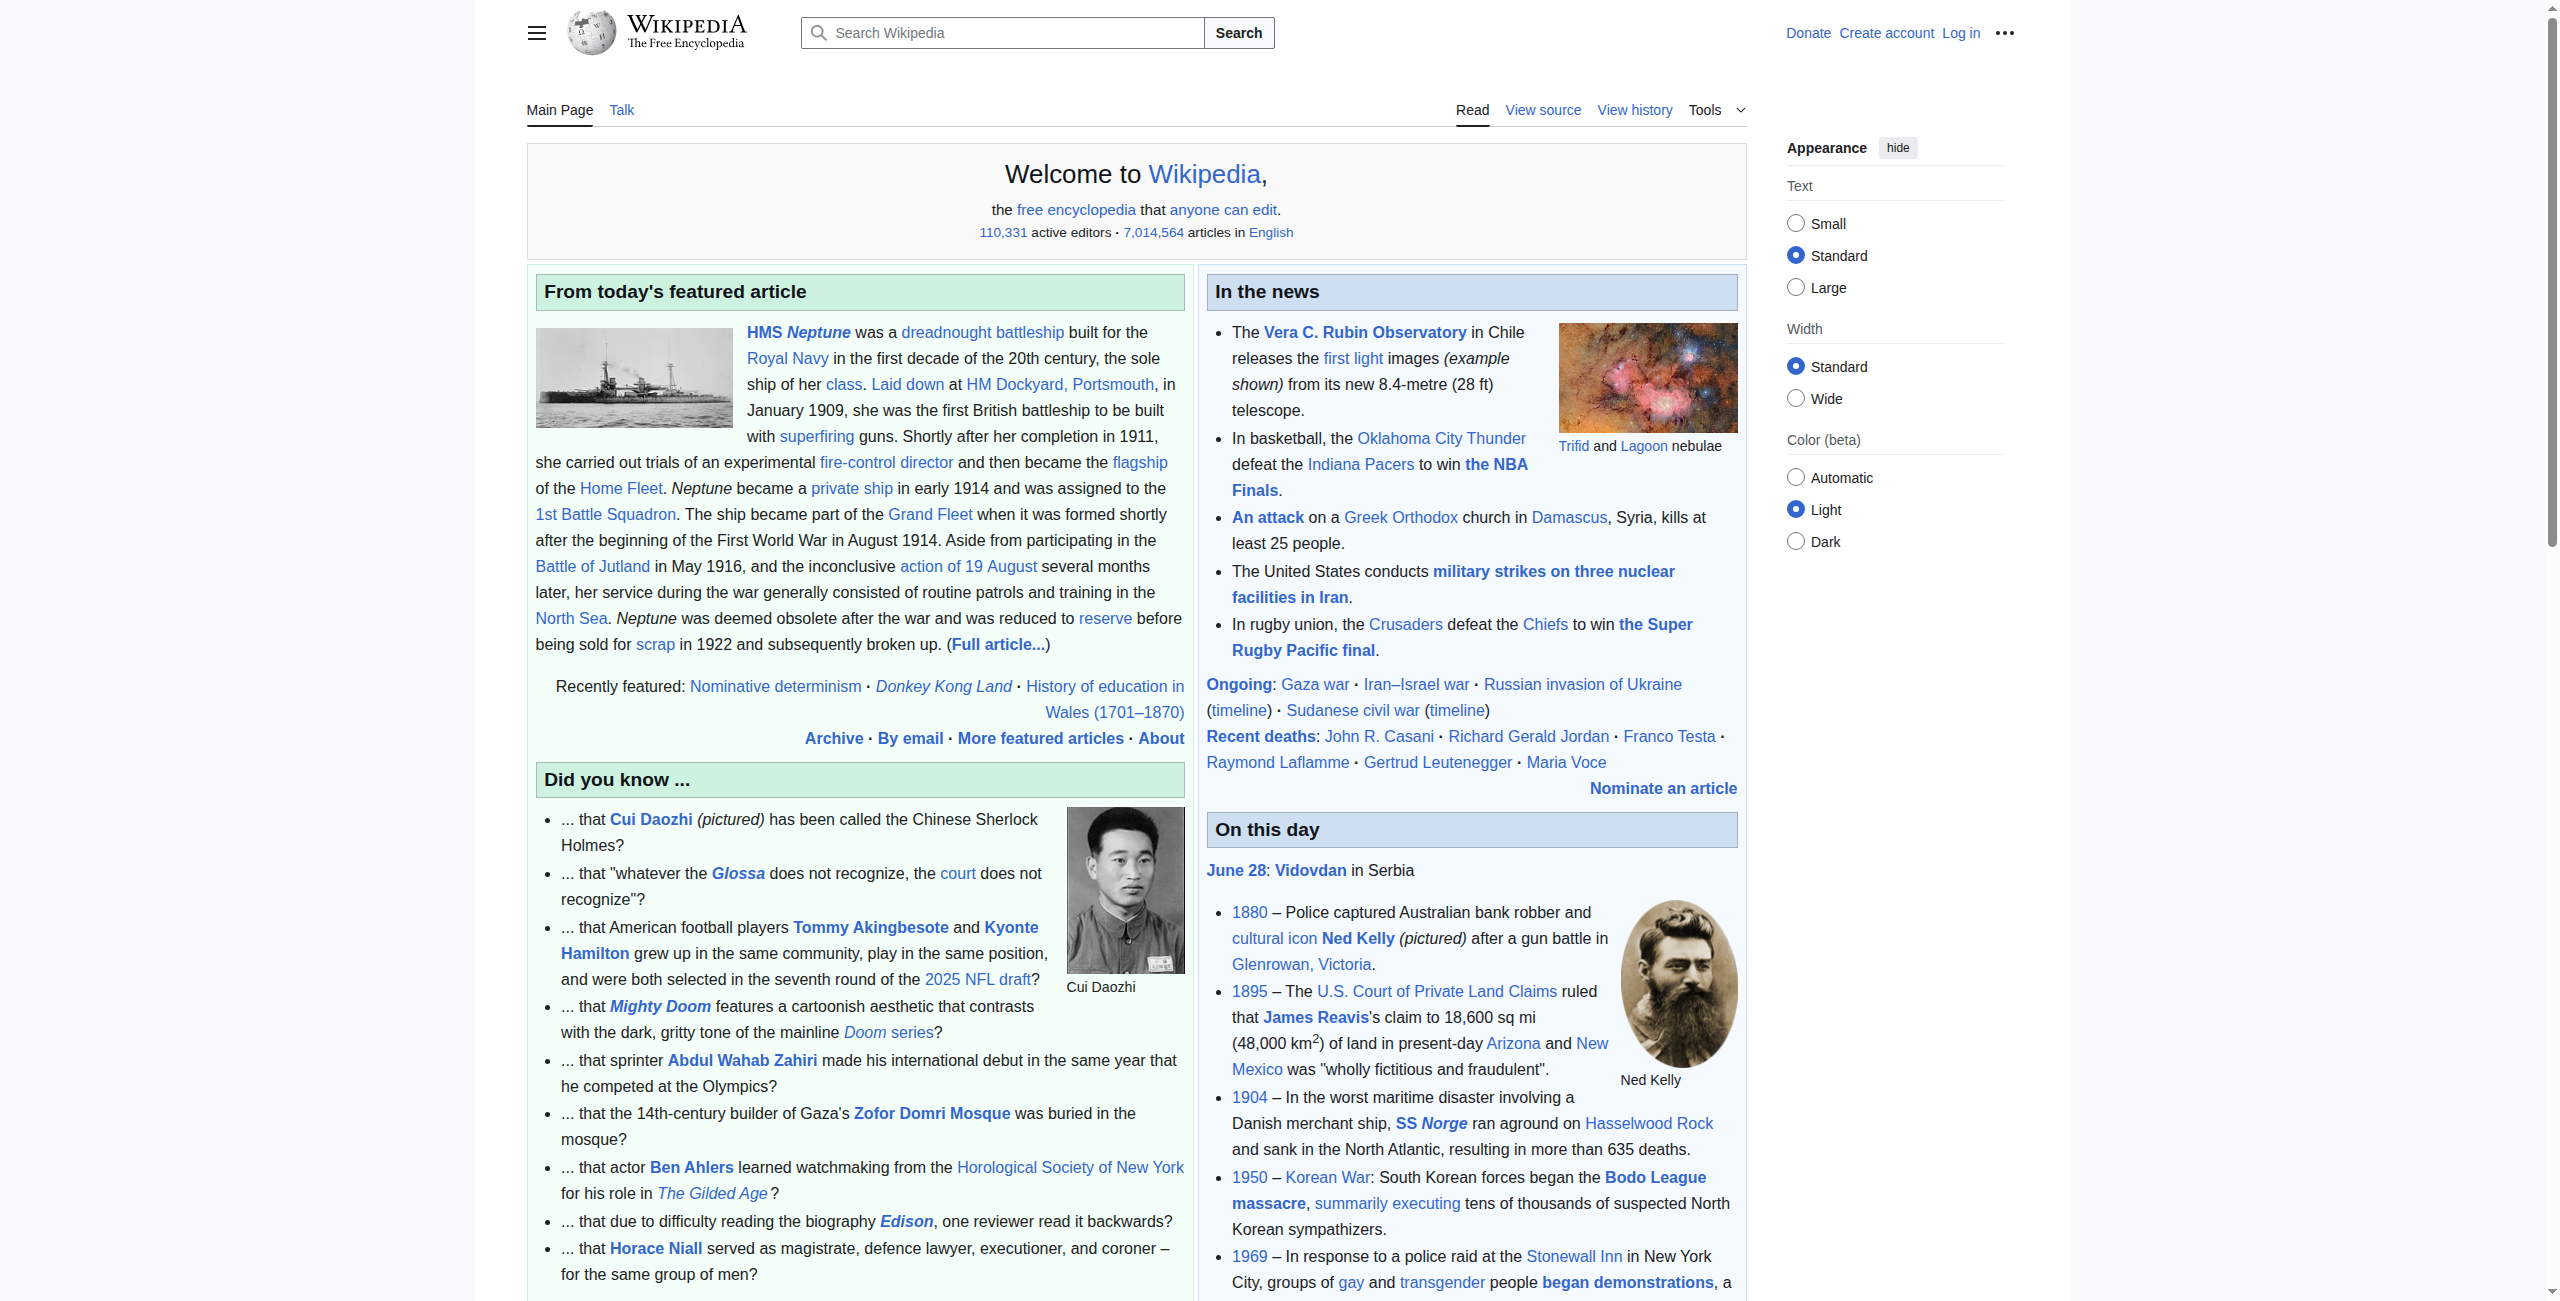 WIKIPEDIA
The Free Encyclopedia
Search Wikipedia
Search
Donate Create account Log in
Main Page Talk
Read View source View history Tools
Welcome to Wikipedia,
the free encyclopedia that anyone can edit.
110,331 active editors · 7,014,564 articles in English
From today's featured article
HMS Neptune was a dreadnought battleship built for the
Royal Navy in the first decade of the 20th century, the sole
ship of her class. Laid down at HM Dockyard, Portsmouth, in
January 1909, she was the first British battleship to be built
with superfiring guns. Shortly after her completion in 1911,
she carried out trials of an experimental fire-control director and then became the flagship
of the Home Fleet. Neptune became a private ship in early 1914 and was assigned to the
1st Battle Squadron. The ship became part of the Grand Fleet when it was formed shortly
after the beginning of the First World War in August 1914. Aside from participating in the
Battle of Jutland in May 1916, and the inconclusive action of 19 August several months
later, her service during the war generally consisted of routine patrols and training in the
North Sea. Neptune was deemed obsolete after the war and was reduced to reserve before
being sold for scrap in 1922 and subsequently broken up. (Full article...)
Recently featured: Nominative determinism · Donkey Kong Land · History of education in
Wales (1701–1870)
Archive · By email · More featured articles · About
Did you know ...
... that Cui Daozhi (pictured) has been called the Chinese Sherlock
Holmes?
... that "whatever the Glossa does not recognize, the court does not
recognize"?
... that American football players Tommy Akingbesote and Kyonte
Hamilton grew up in the same community, play in the same position,
and were both selected in the seventh round of the 2025 NFL draft?
Cui Daozhi
... that Mighty Doom features a cartoonish aesthetic that contrasts
with the dark, gritty tone of the mainline Doom series?
... that sprinter Abdul Wahab Zahiri made his international debut in the same year that
he competed at the Olympics?
... that the 14th-century builder of Gaza's Zofor Domri Mosque was buried in the
mosque?
... that actor Ben Ahlers learned watchmaking from the Horological Society of New York
for his role in The Gilded Age?
... that due to difficulty reading the biography Edison, one reviewer read it backwards?
... that Horace Niall served as magistrate, defence lawyer, executioner, and coroner –
for the same group of men?
In the news
The Vera C. Rubin Observatory in Chile
releases the first light images (example
shown) from its new 8.4-metre (28 ft)
telescope.
Trifid and Lagoon nebulae
In basketball, the Oklahoma City Thunder
defeat the Indiana Pacers to win the NBA
Finals.
An attack on a Greek Orthodox church in Damascus, Syria, kills at
least 25 people.
The United States conducts military strikes on three nuclear
facilities in Iran.
In rugby union, the Crusaders defeat the Chiefs to win the Super
Rugby Pacific final.
Ongoing: Gaza war · Iran–Israel war · Russian invasion of Ukraine
(timeline) · Sudanese civil war (timeline)
Recent deaths: John R. Casani · Richard Gerald Jordan · Franco Testa ·
Raymond Laflamme · Gertrud Leutenegger · Maria Voce
Nominate an article
On this day
June 28: Vidovdan in Serbia
1880 – Police captured Australian bank robber and
cultural icon Ned Kelly (pictured) after a gun battle in
Glenrowan, Victoria.
1895 – The U.S. Court of Private Land Claims ruled
that James Reavis's claim to 18,600 sq mi
(48,000 km2) of land in present-day Arizona and New
Mexico was "wholly fictitious and fraudulent".
Ned Kelly
1904 – In the worst maritime disaster involving a
Danish merchant ship, SS Norge ran aground on Hasselwood Rock
and sank in the North Atlantic, resulting in more than 635 deaths.
1950 – Korean War: South Korean forces began the Bodo League
massacre, summarily executing tens of thousands of suspected North
Korean sympathizers.
1969 – In response to a police raid at the Stonewall Inn in New York
City, groups of gay and transgender people began demonstrations, a
Appearance hide
Text
Small
Standard
Large
Width
Standard
Wide
Color (beta)
Automatic
Light
Dark